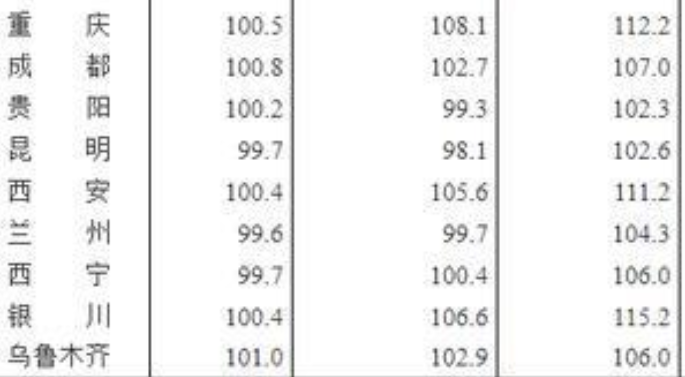 重 庆 100.5 108.1 112.2
成 都 100.8 102.7 107.0
贵 阳 100.2 99.3 102.3
昆 明 99.7 98.1 102.6
西 安 100.4 105.6 111.2
兰 州 99.6 99.7 104.3
西 宁 99.7 100.4 106.0
银 川 100.4 106.6 115.2
乌鲁木齐 101.0 102.9 106.0